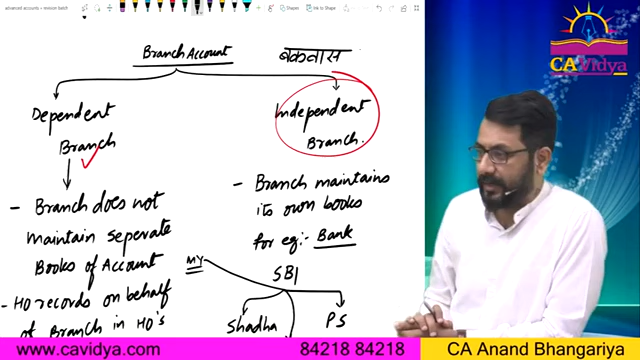 advanced accounts - inicom batch
Branch Account
बकवास
Dependent
Branch
Independent
Branch.
- Branch does not
maintain seperate
Books of Account
- HO records on behalf
of Branch in HO's
- Branch maintains
its own books
for eg:- Bank
MY
SBI
Shadha
PS
CA Vidya
www.cavidya.com
84218 84218
CA Anand Bhangariya